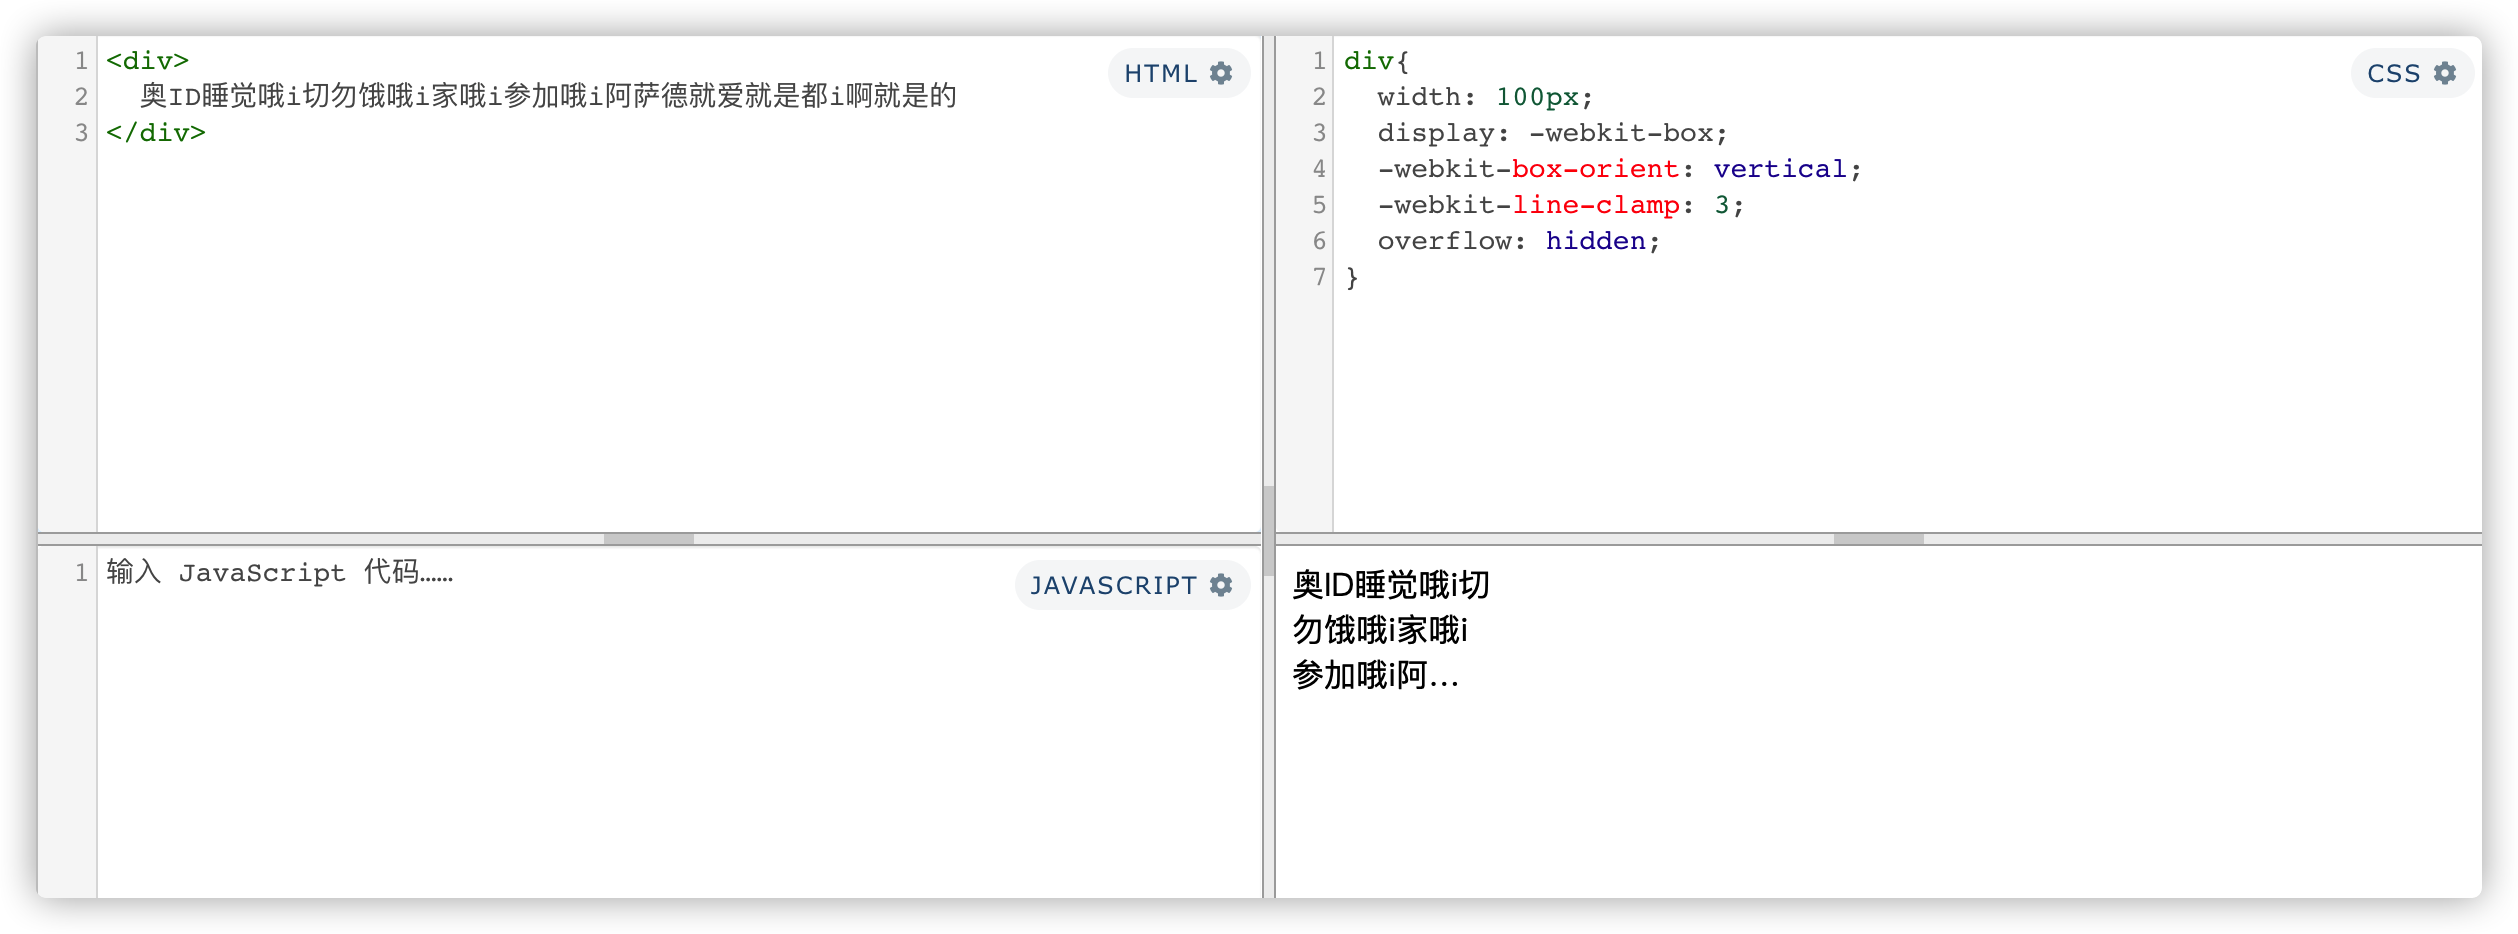 1 <div>
2   奥ID睡觉哦i切勿饿哦i家哦i参加哦i阿萨德就爱就是都i啊就是的
3 </div>
HTML
1 div{
2   width: 100px;
3   display: -webkit-box;
4   -webkit-box-orient: vertical;
5   -webkit-line-clamp: 3;
6   overflow: hidden;
7 }
CSS
1 输入 JavaScript 代码……
JAVASCRIPT
奥ID睡觉哦i切
勿饿哦i家哦i
参加哦i阿…